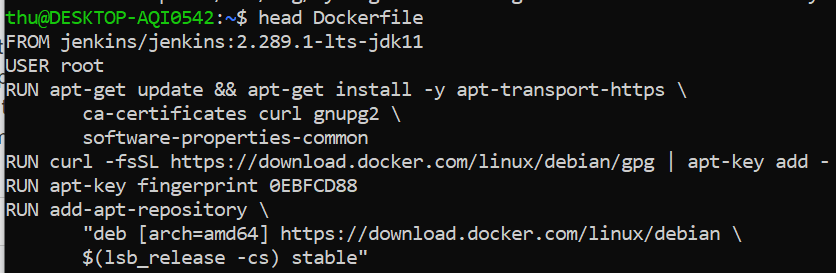 thu@DESKTOP-AQI0542:~$ head Dockerfile
FROM jenkins/jenkins:2.289.1-lts-jdk11
USER root
RUN apt-get update && apt-get install -y apt-transport-https \
       ca-certificates curl gnupg2 \
       software-properties-common
RUN curl -fsSL https://download.docker.com/linux/debian/gpg | apt-key add -
RUN apt-key fingerprint 0EBFCD88
RUN add-apt-repository \
       "deb [arch=amd64] https://download.docker.com/linux/debian \
       $(lsb_release -cs) stable"